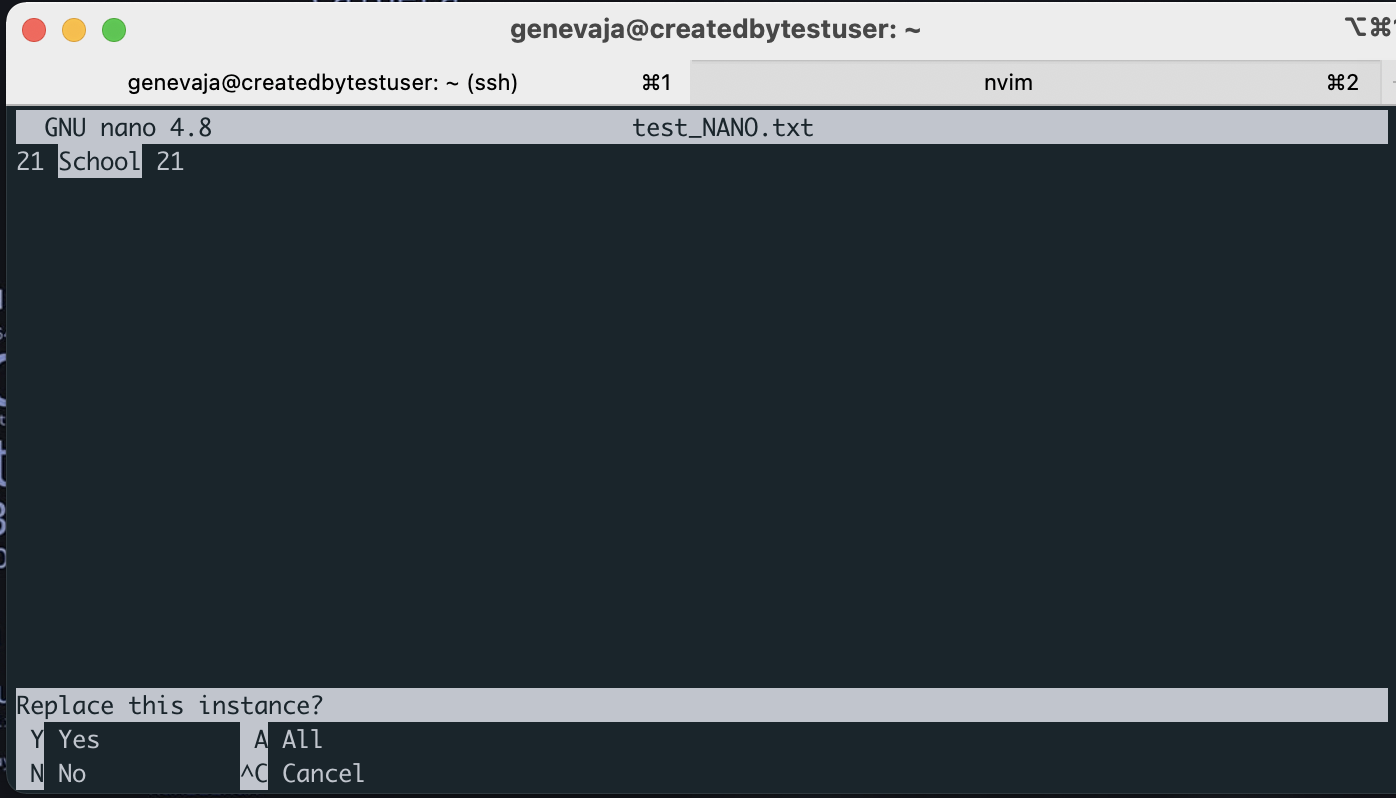 genevaja@createdbytestuser: ~ ⌥⌘
genevaja@createdbytestuser: ~ (ssh) ⌘1 nvim ⌘2
GNU nano 4.8 test_NANO.txt
21 School 21
Replace this instance?
Y Yes A All
N No ^C Cancel